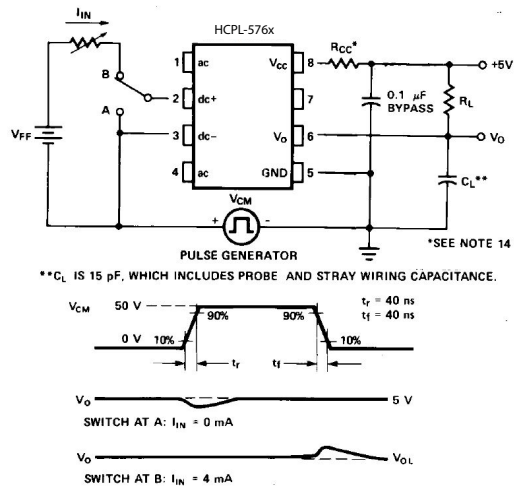 I_IN
HCPL-576x
R_CC*
+5V
1 ac
V_CC 8
B
2 dc+
7
0.1 μF
BYPASS
R_L
A
V_FF
3 dc–
V_O 6
V_O
4 ac
GND 5
C_L**
V_CM
+ –
PULSE GENERATOR
*SEE NOTE 14
**C_L IS 15 pF, WHICH INCLUDES PROBE AND STRAY WIRING CAPACITANCE.
V_CM 50 V
90% 90%
t_r = 40 ns
t_f = 40 ns
0 V 10%
10%
t_r t_f
V_O 5 V
SWITCH AT A: I_IN = 0 mA
V_O V_OL
SWITCH AT B: I_IN = 4 mA